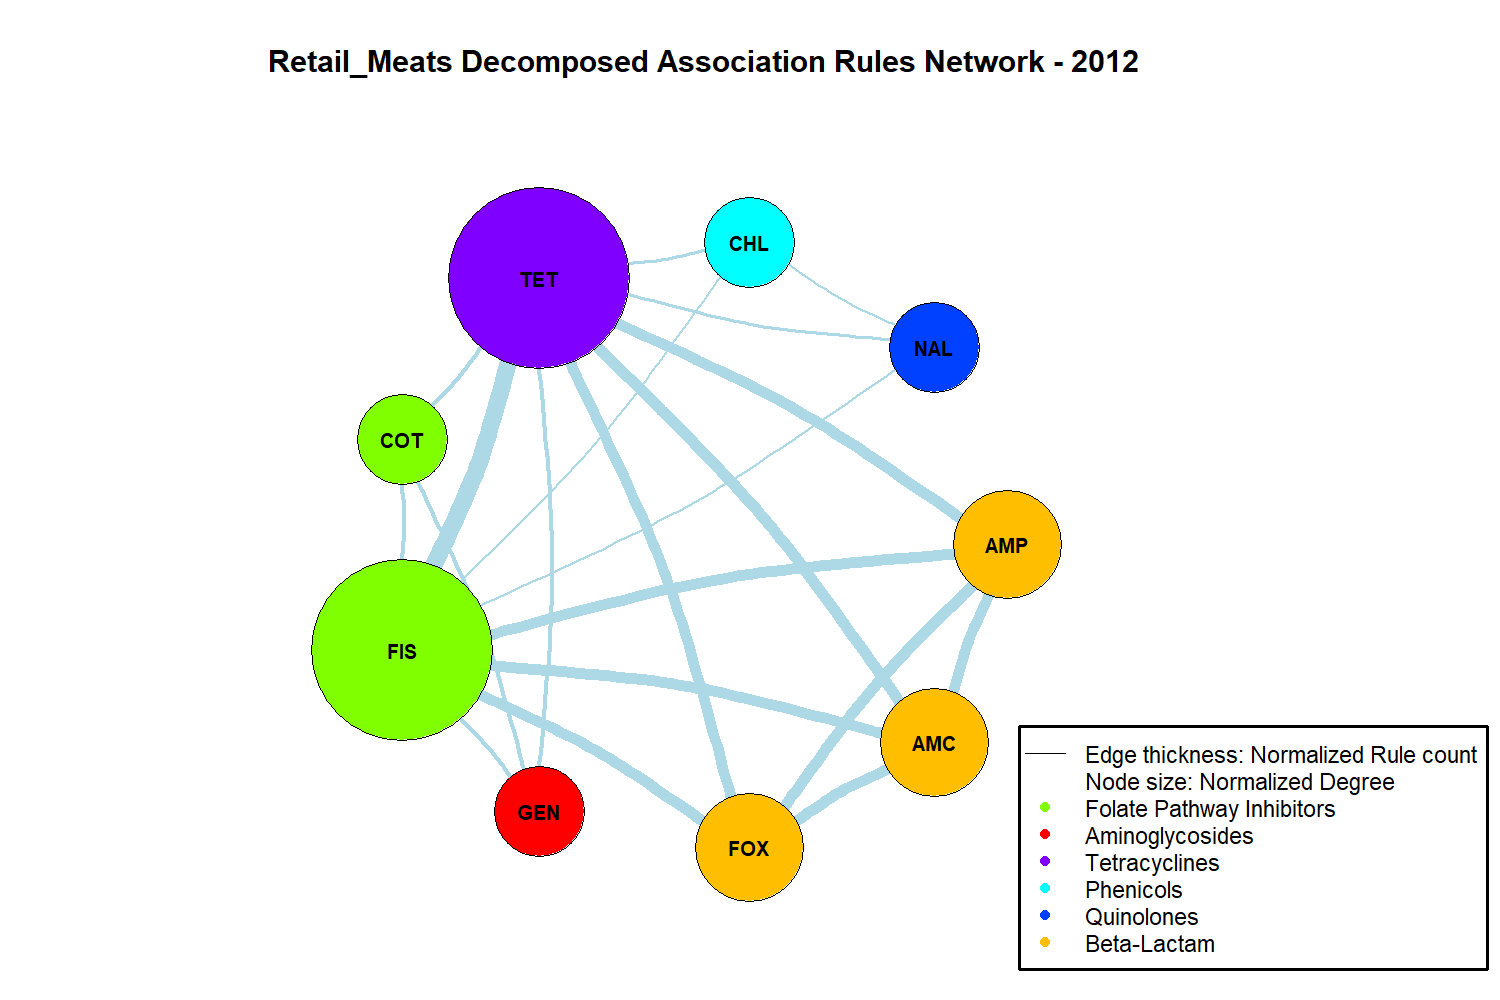 Retail_Meats Decomposed Association Rules Network - 2012
TET
CHL
NAL
COT
AMP
FIS
AMC
GEN
FOX
Edge thickness: Normalized Rule count
Node size: Normalized Degree
Folate Pathway Inhibitors
Aminoglycosides
Tetracyclines
Phenicols
Quinolones
Beta-Lactam